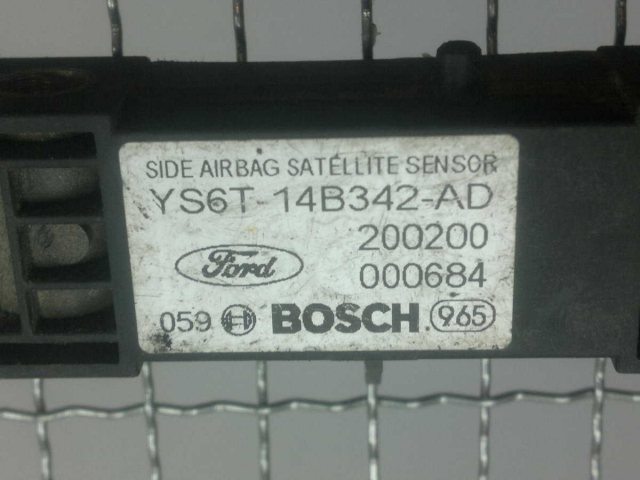 SIDE AIRBAG SATELLITE SENSOR
YS6T-14B342-AD
200200
Ford 000684
059 BOSCH 965